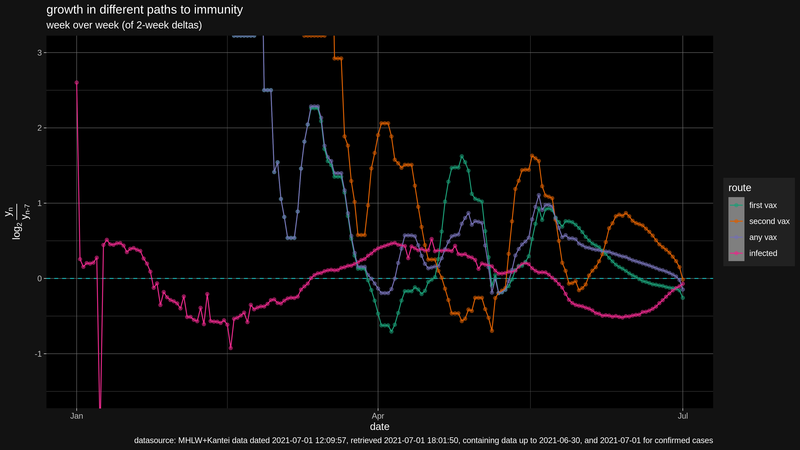 growth in different paths to immunity
week over week (of 2-week deltas)
3
2
1
0
-1
log₂ yₙ / yₙ₋₇
Jan
Apr
Jul
date
route
first vax
second vax
any vax
infected
datasource: MHLW+Kantei data dated 2021-07-01 12:09:57, retrieved 2021-07-01 18:01:50, containing data up to 2021-06-30, and 2021-07-01 for confirmed cases